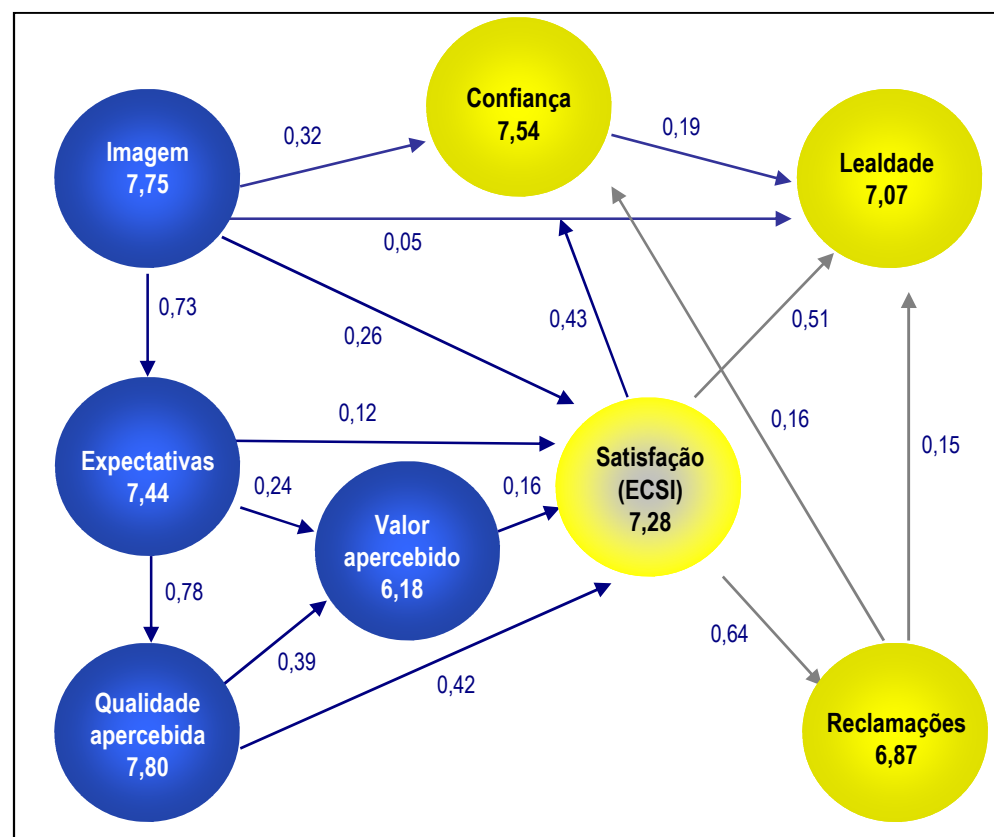 Confiança
7,54
Imagem
7,75
0,32
0,19
Lealdade
7,07
0,05
0,73
0,26
0,43
0,51
0,12
0,16
0,15
Expectativas
7,44
0,24
Valor
apercebido
6,18
0,16
Satisfação
(ECSI)
7,28
0,78
0,39
0,42
0,64
Qualidade
apercebida
7,80
Reclamações
6,87